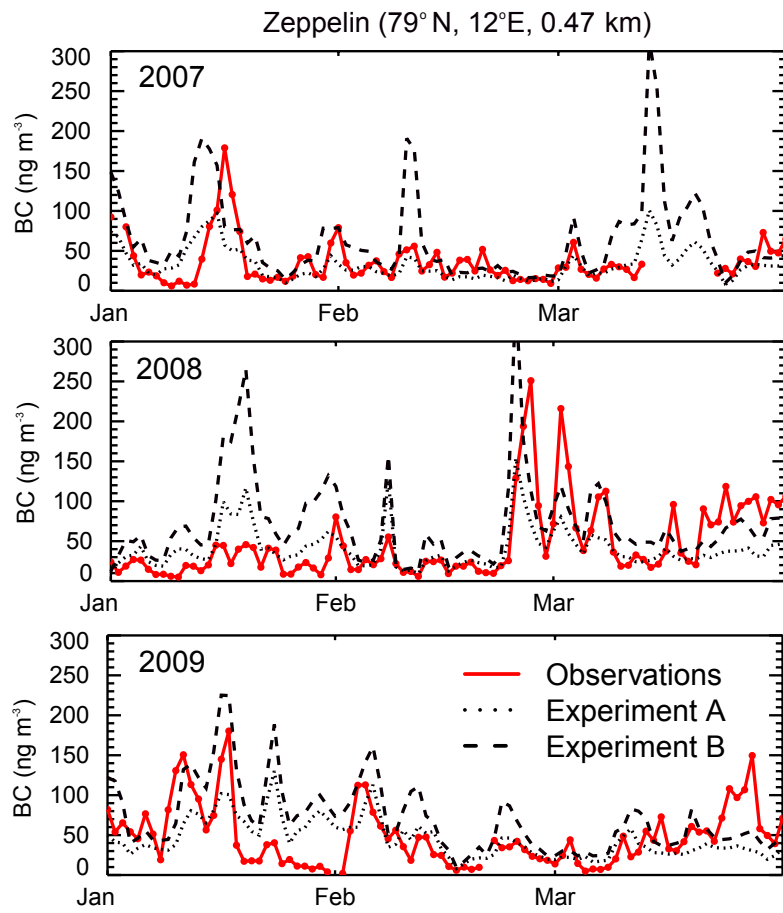 Zeppelin (79° N, 12°E, 0.47 km)
2007
BC (ng m⁻³)
300
250
200
150
100
50
0
Jan
Feb
Mar
2008
BC (ng m⁻³)
300
250
200
150
100
50
0
Jan
Feb
Mar
2009
BC (ng m⁻³)
300
250
200
150
100
50
0
Jan
Feb
Mar
Observations
Experiment A
Experiment B